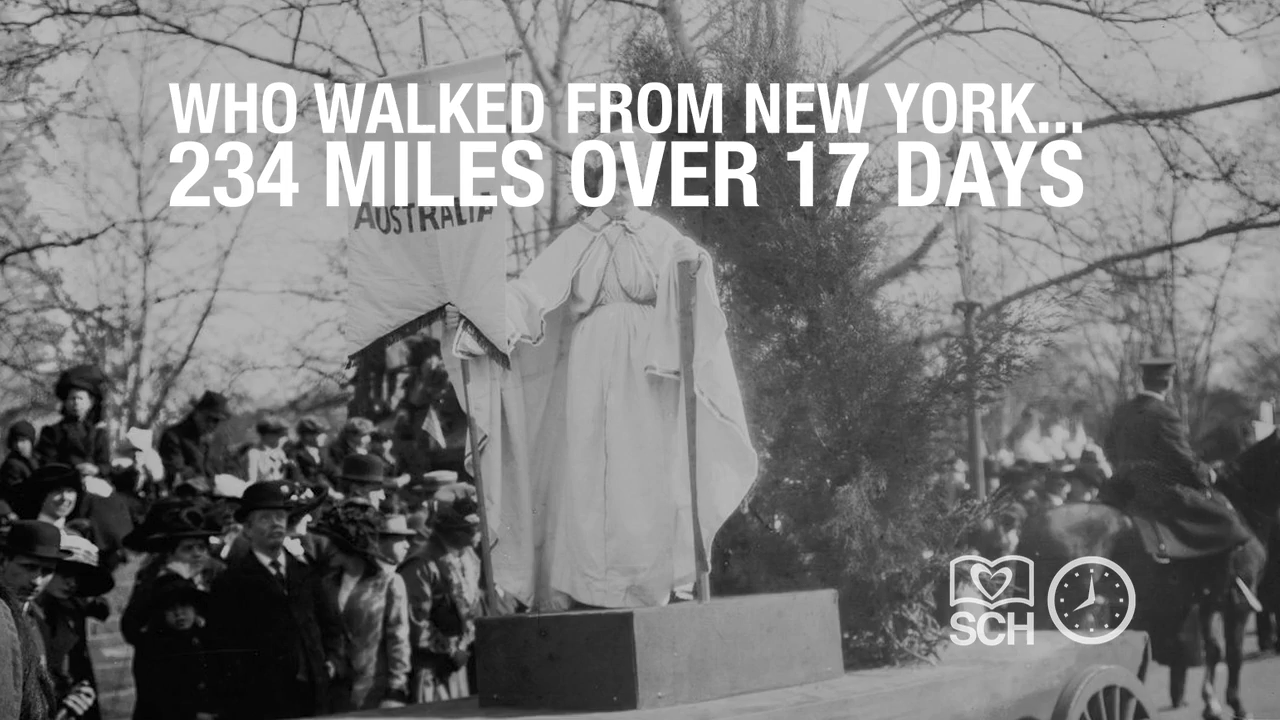 WHO WALKED FROM NEW YORK...
234 MILES OVER 17 DAYS
AUSTRALIA
SCH